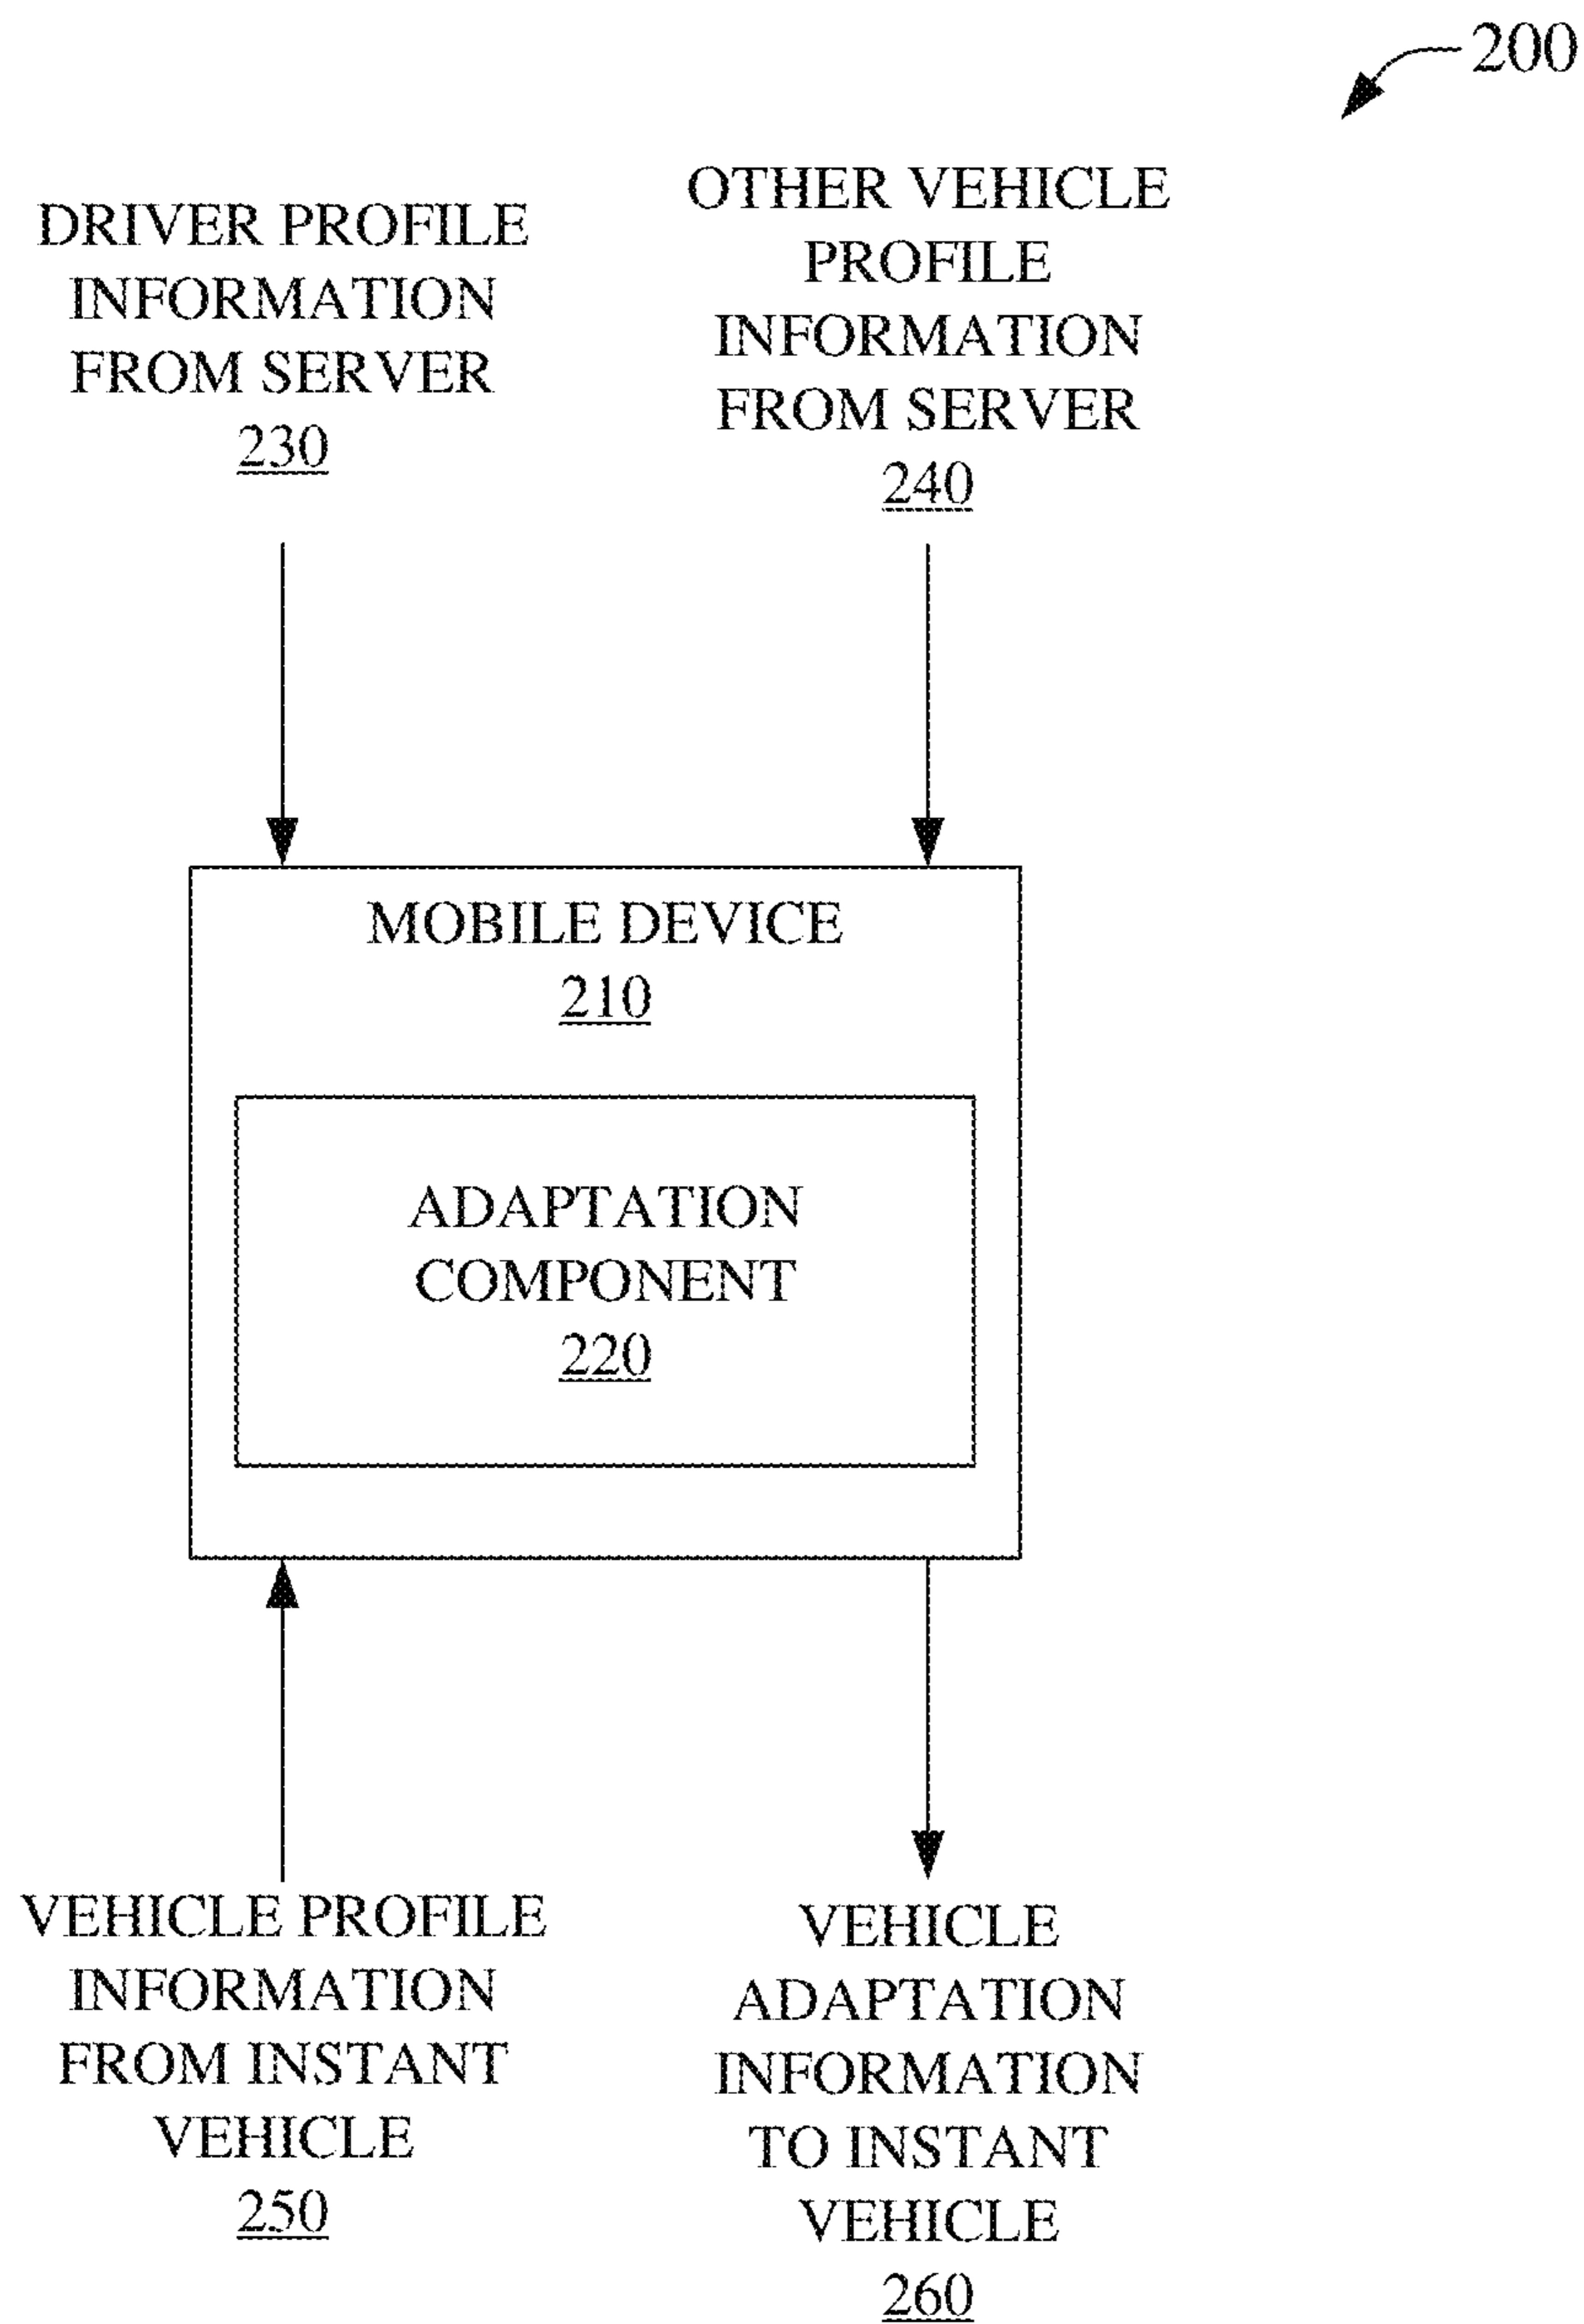 200
DRIVER PROFILE
INFORMATION
FROM SERVER
230
OTHER VEHICLE
PROFILE
INFORMATION
FROM SERVER
240
MOBILE DEVICE
210
ADAPTATION
COMPONENT
220
VEHICLE PROFILE
INFORMATION
FROM INSTANT
VEHICLE
250
VEHICLE
ADAPTATION
INFORMATION
TO INSTANT
VEHICLE
260